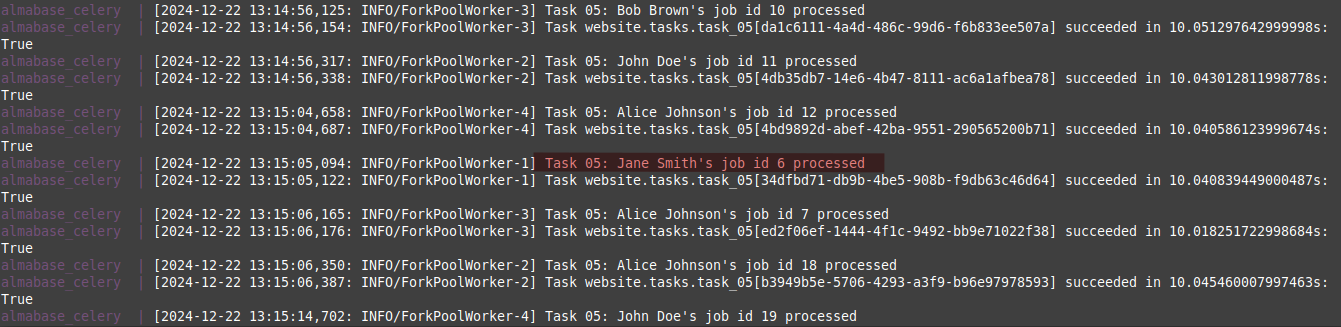 almabase_celery | [2024-12-22 13:14:56,125: INFO/ForkPoolWorker-3] Task 05: Bob Brown's job id 10 processed
almabase_celery | [2024-12-22 13:14:56,154: INFO/ForkPoolWorker-3] Task website.tasks.task_05[da1c6111-4a4d-486c-99d6-f6b833ee507a] succeeded in 10.051297642999998s:
True
almabase_celery | [2024-12-22 13:14:56,317: INFO/ForkPoolWorker-2] Task 05: John Doe's job id 11 processed
almabase_celery | [2024-12-22 13:14:56,338: INFO/ForkPoolWorker-2] Task website.tasks.task_05[4db35db7-14e6-4b47-8111-ac6a1afbea78] succeeded in 10.043012811998778s:
True
almabase_celery | [2024-12-22 13:15:04,658: INFO/ForkPoolWorker-4] Task 05: Alice Johnson's job id 12 processed
almabase_celery | [2024-12-22 13:15:04,687: INFO/ForkPoolWorker-4] Task website.tasks.task_05[4bd9892d-abef-42ba-9551-290565200b71] succeeded in 10.040586123999674s:
True
almabase_celery | [2024-12-22 13:15:05,094: INFO/ForkPoolWorker-1] Task 05: Jane Smith's job id 6 processed
almabase_celery | [2024-12-22 13:15:05,122: INFO/ForkPoolWorker-1] Task website.tasks.task_05[34dfbd71-db9b-4be5-908b-f9db63c46d64] succeeded in 10.040839449000487s:
True
almabase_celery | [2024-12-22 13:15:06,165: INFO/ForkPoolWorker-3] Task 05: Alice Johnson's job id 7 processed
almabase_celery | [2024-12-22 13:15:06,176: INFO/ForkPoolWorker-3] Task website.tasks.task_05[ed2f06ef-1444-4f1c-9492-bb9e71022f38] succeeded in 10.018251722998684s:
True
almabase_celery | [2024-12-22 13:15:06,350: INFO/ForkPoolWorker-2] Task 05: Alice Johnson's job id 18 processed
almabase_celery | [2024-12-22 13:15:06,387: INFO/ForkPoolWorker-2] Task website.tasks.task_05[b3949b5e-5706-4293-a3f9-b96e97978593] succeeded in 10.045460007997463s:
True
almabase_celery | [2024-12-22 13:15:14,702: INFO/ForkPoolWorker-4] Task 05: John Doe's job id 19 processed